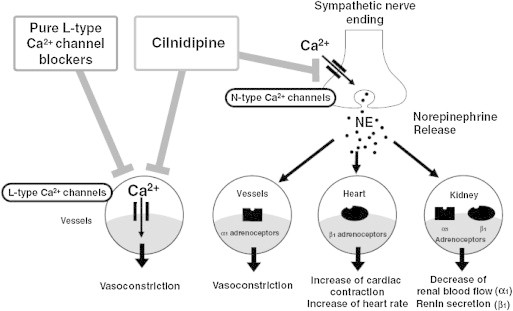 Pure L-type
Ca2+ channel
blockers
Cilnidipine
Sympathetic nerve
ending
Ca2+
N-type Ca2+ channels
NE
Norepinephrine
Release
L-type Ca2+ channels
Ca2+
Vessels
Vasoconstriction
Vessels
α1 adrenoceptors
Vasoconstriction
Heart
β1 adrenoceptors
Increase of cardiac
contraction
Increase of heart rate
Kidney
α1 β1
Adrenoceptors
Decrease of
renal blood flow (α1)
Renin secretion (β1)